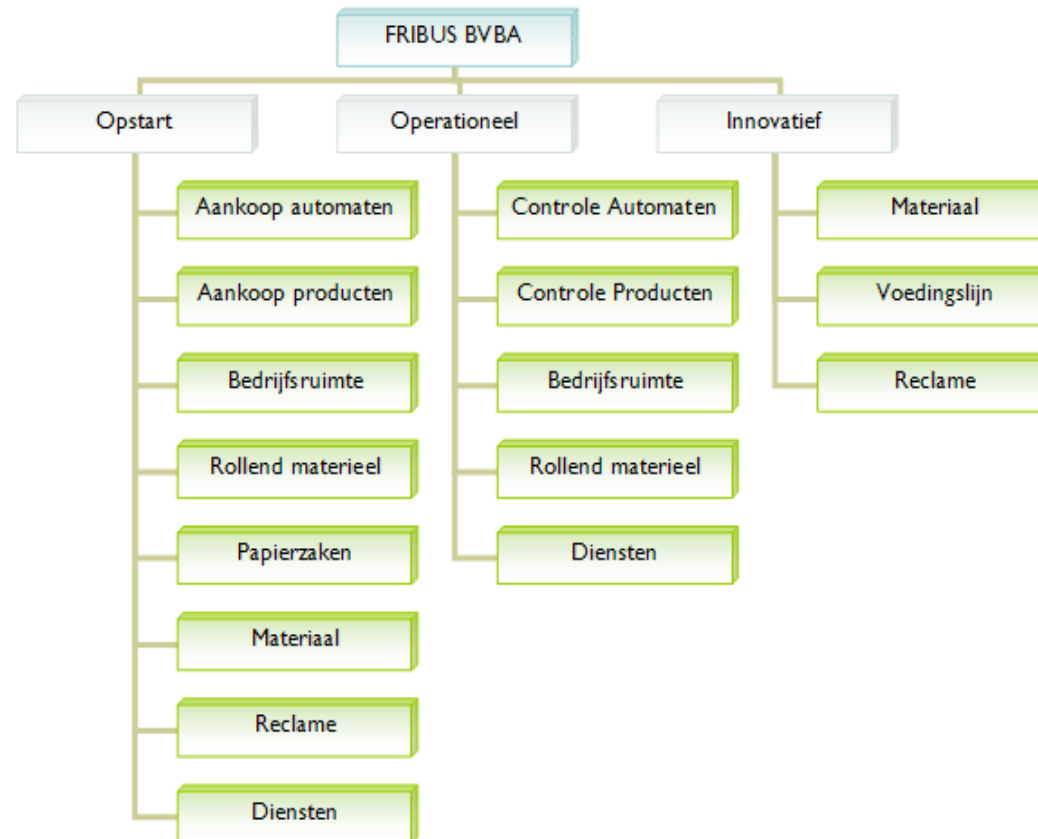 FRIBUS BVBA
Opstart
Operationeel
Innovatief
Aankoop automaten
Controle Automaten
Materiaal
Aankoop producten
Controle Producten
Voedingslijn
Bedrijfsruimte
Bedrijfsruimte
Reclame
Rollend materieel
Rollend materieel
Papierzaken
Diensten
Materiaal
Reclame
Diensten